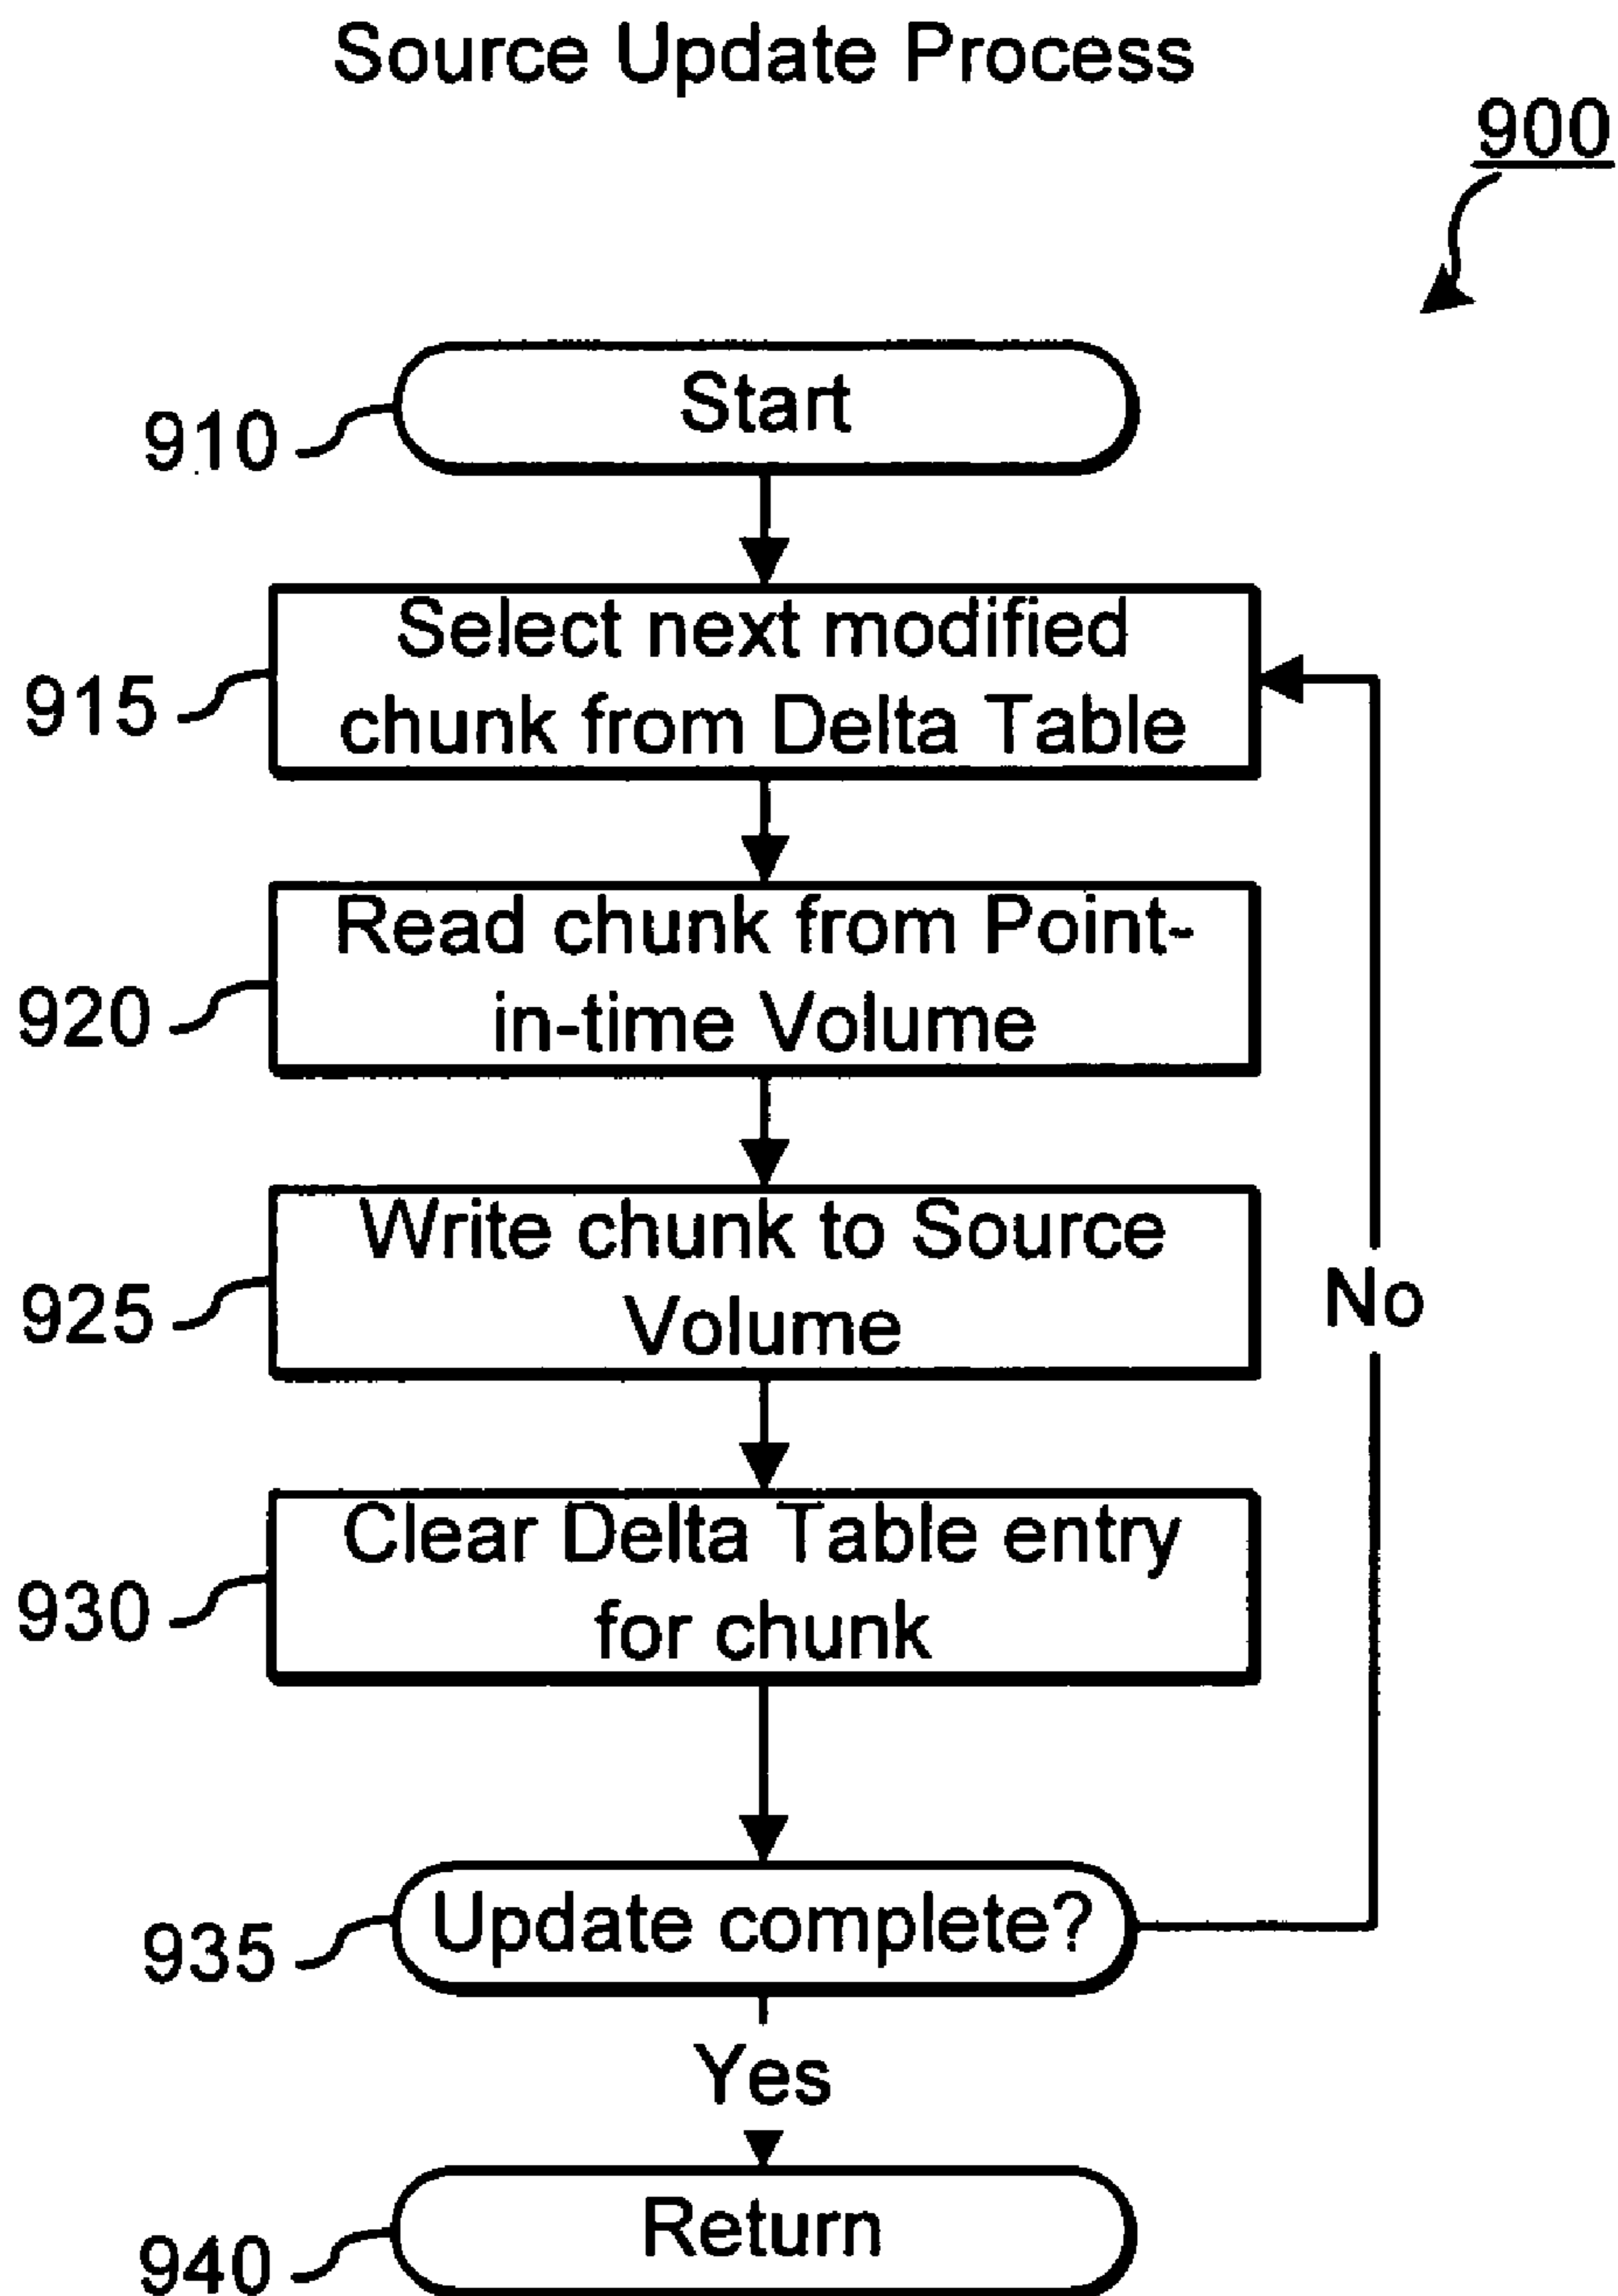 Source Update Process
900
910
Start
915
Select next modified
chunk from Delta Table
920
Read chunk from Point-
in-time Volume
925
Write chunk to Source
Volume
No
930
Clear Delta Table entry
for chunk
935
Update complete?
Yes
940
Return